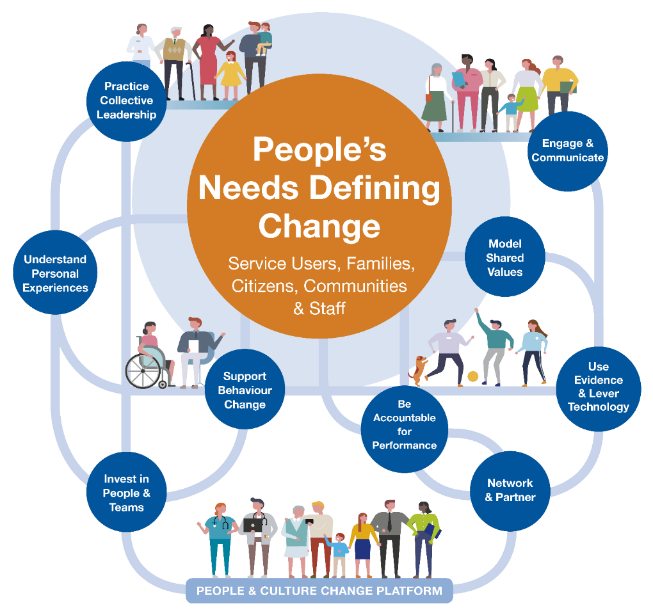 Practice
Collective
Leadership
Engage &
Communicate
People's
Needs Defining
Change
Service Users, Families,
Citizens, Communities
& Staff
Model
Shared
Values
Understand
Personal
Experiences
Support
Behaviour
Change
Use
Evidence
& Lever
Technology
Be
Accountable
for
Performance
Invest in
People &
Teams
Network
& Partner
PEOPLE & CULTURE CHANGE PLATFORM